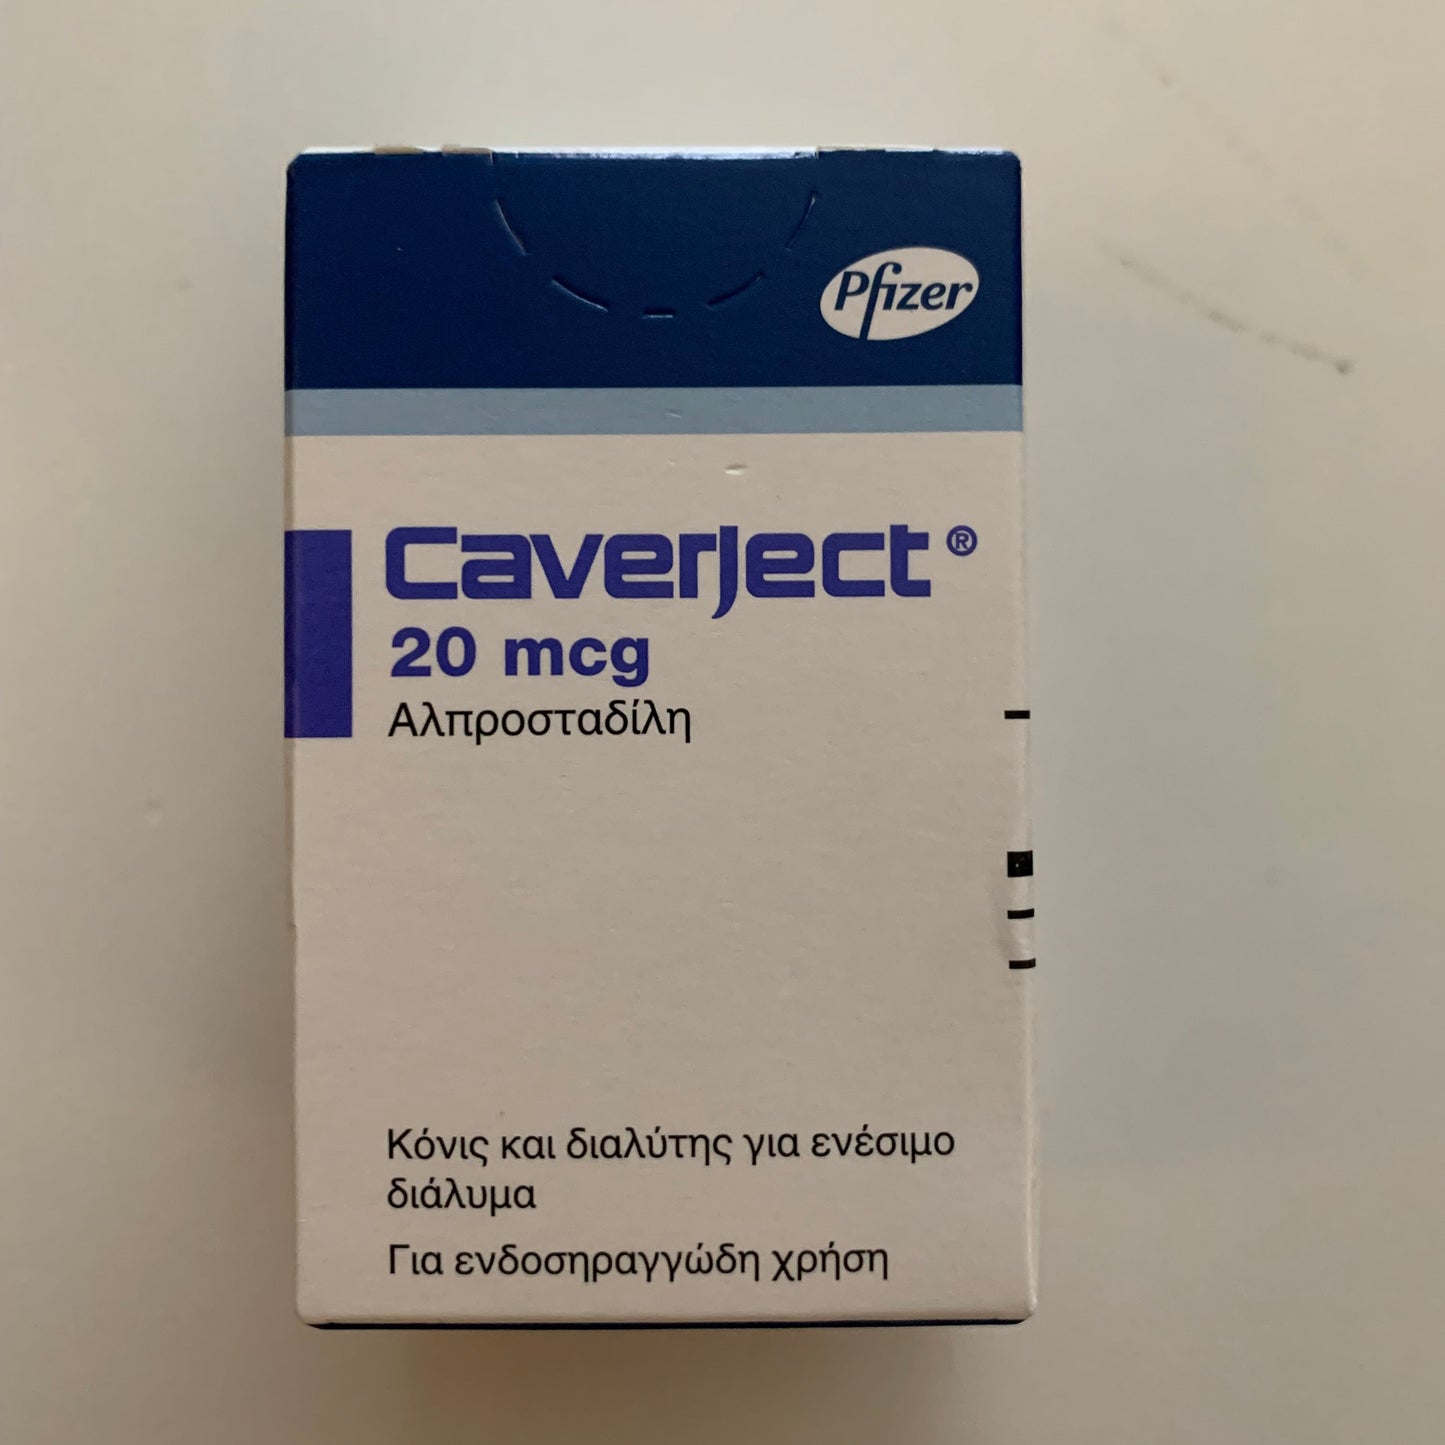 Pfizer
Caverject®
20 mcg
Αλπροσταδίλη
Κόνις και διαλύτης για ενέσιμο
διάλυμα
Για ενδοσηραγγώδη χρήση